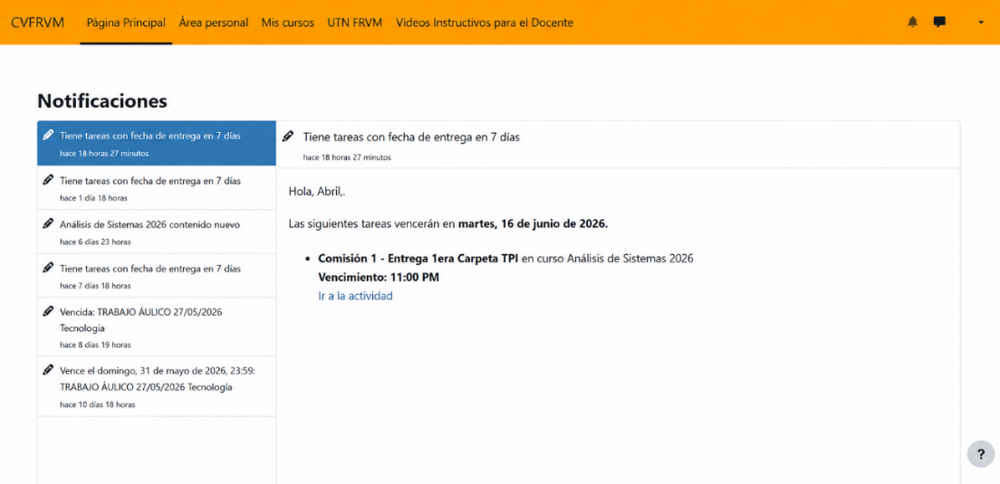 CVFRVM Página Principal Área personal Mis cursos UTN FRVM Videos Instructivos para el Docente
Notificaciones
Tiene tareas con fecha de entrega en 7 días
hace 18 horas 27 minutos
Tiene tareas con fecha de entrega en 7 días
hace 1 día 18 horas
Análisis de Sistemas 2026 contenido nuevo
hace 6 días 23 horas
Tiene tareas con fecha de entrega en 7 días
hace 7 días 18 horas
Vencida: TRABAJO ÁULICO 27/05/2026
Tecnología
hace 8 días 19 horas
Vence el domingo, 31 de mayo de 2026, 23:59:
TRABAJO ÁULICO 27/05/2026 Tecnología
hace 10 días 18 horas
Tiene tareas con fecha de entrega en 7 días
hace 18 horas 27 minutos
Hola, Abril,.
Las siguientes tareas vencerán en martes, 16 de junio de 2026.
Comisión 1 - Entrega 1era Carpeta TPI en curso Análisis de Sistemas 2026
Vencimiento: 11:00 PM
Ir a la actividad
?